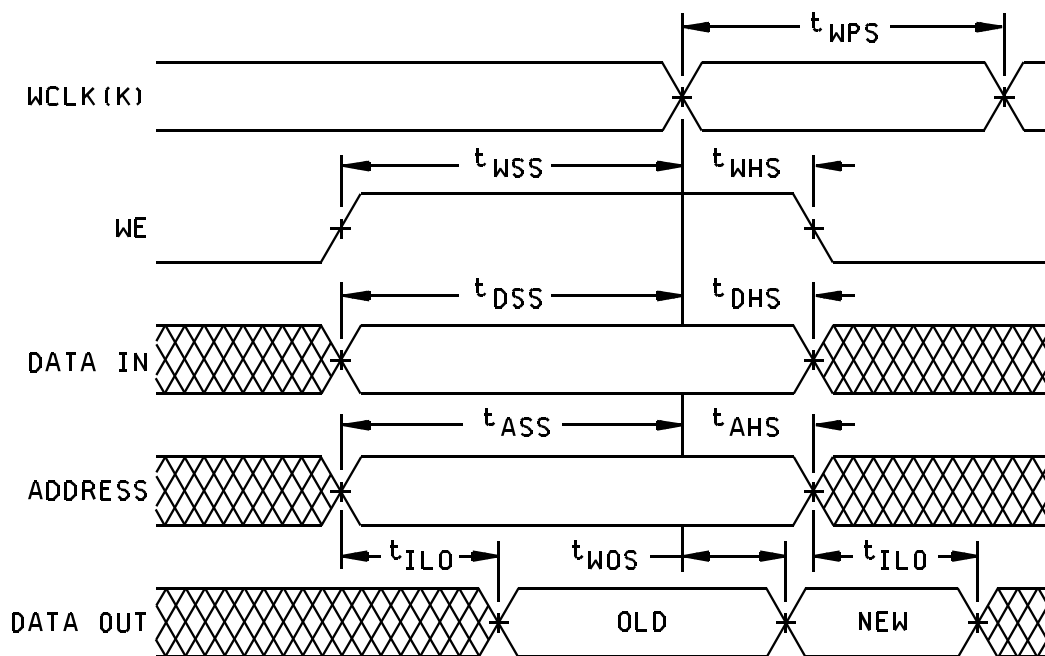 tWPS
WCLK(K)
tWSS tWHS
WE
tDSS tDHS
DATA IN
tASS tAHS
ADDRESS
tILO tWOS tILO
DATA OUT OLD NEW